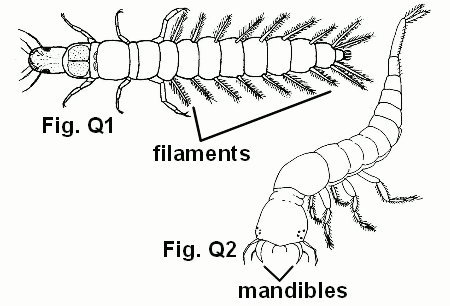 Fig. Q1
filaments
Fig. Q2
mandibles